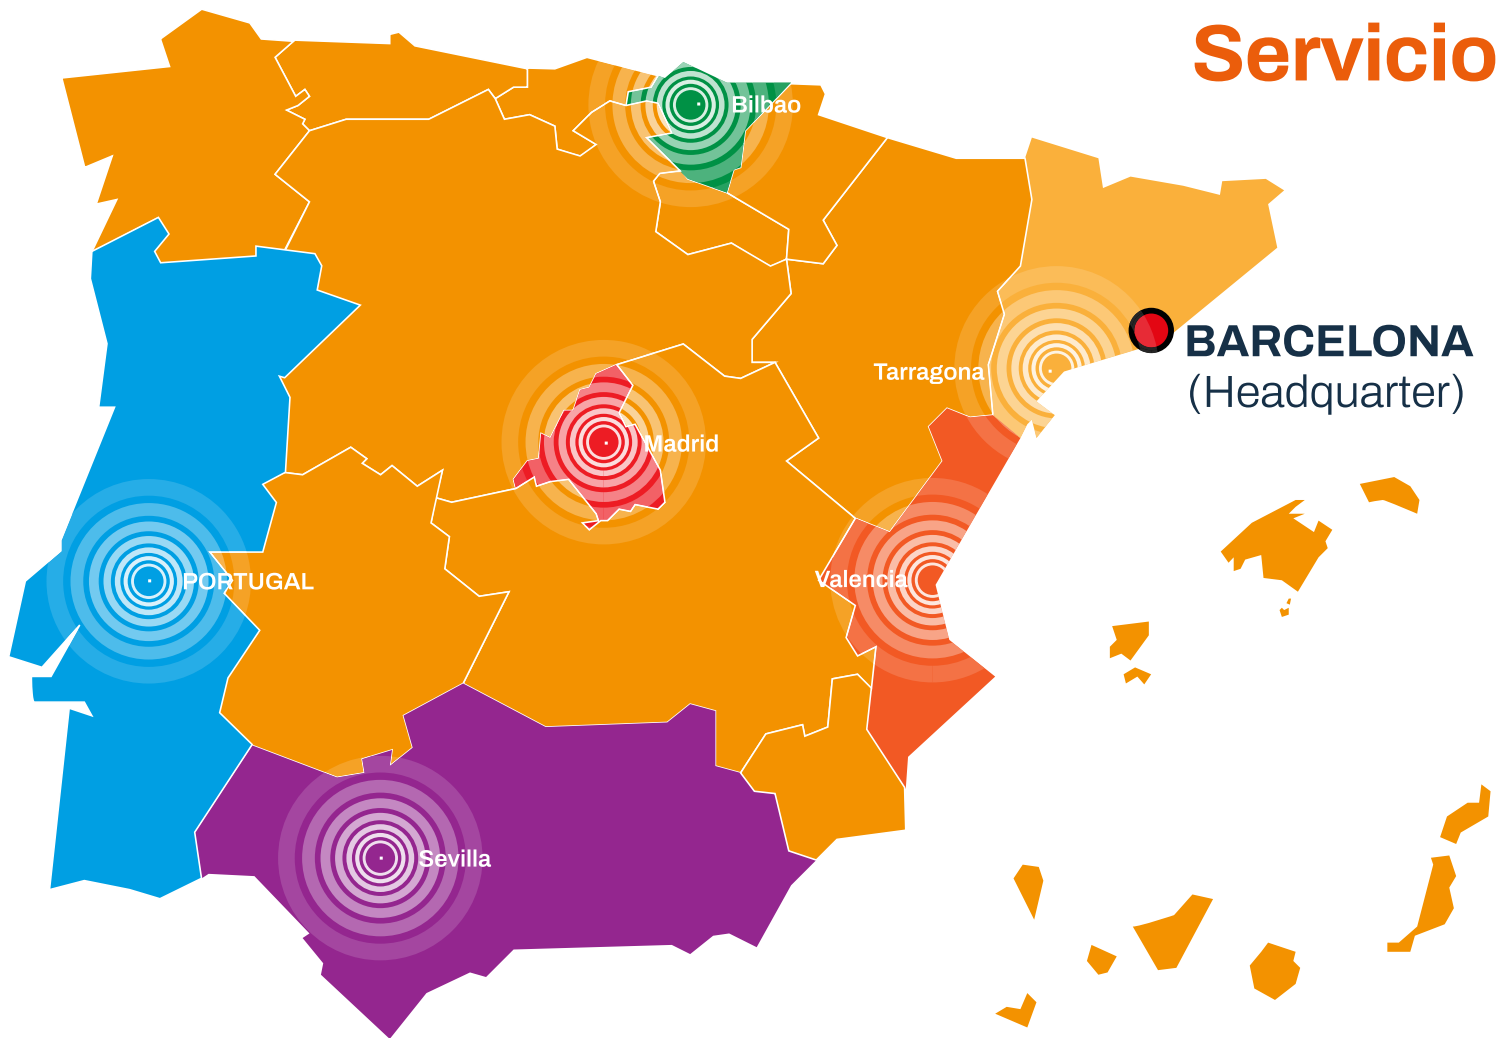 Servicio
Bilbao
BARCELONA
(Headquarter)
Tarragona
Madrid
Valencia
PORTUGAL
Sevilla